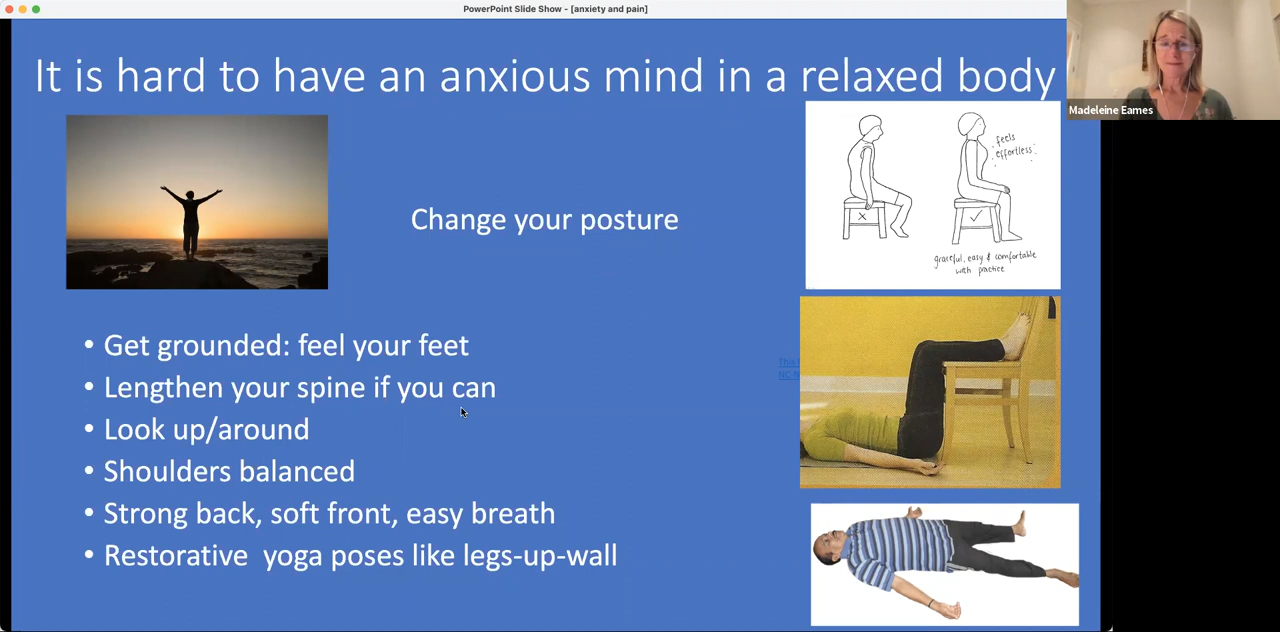 PowerPoint Slide Show - [anxiety and pain]
It is hard to have an anxious mind in a relaxed body
Madeleine Eames
feels
effortless
Change your posture
graceful, easy & comfortable
with practice
• Get grounded: feel your feet
• Lengthen your spine if you can
• Look up/around
• Shoulders balanced
• Strong back, soft front, easy breath
• Restorative yoga poses like legs-up-wall
This